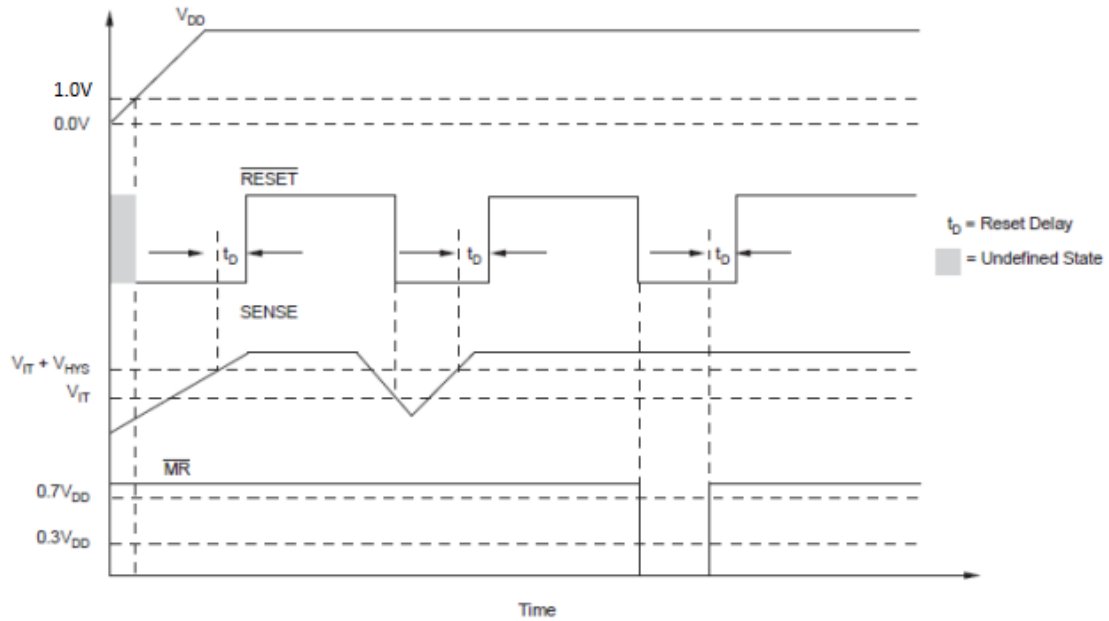 VDD
1.0V
0.0V
RESET
tD
tD
tD
tD = Reset Delay
= Undefined State
SENSE
VIT + VHYS
VIT
MR
0.7VDD
0.3VDD
Time